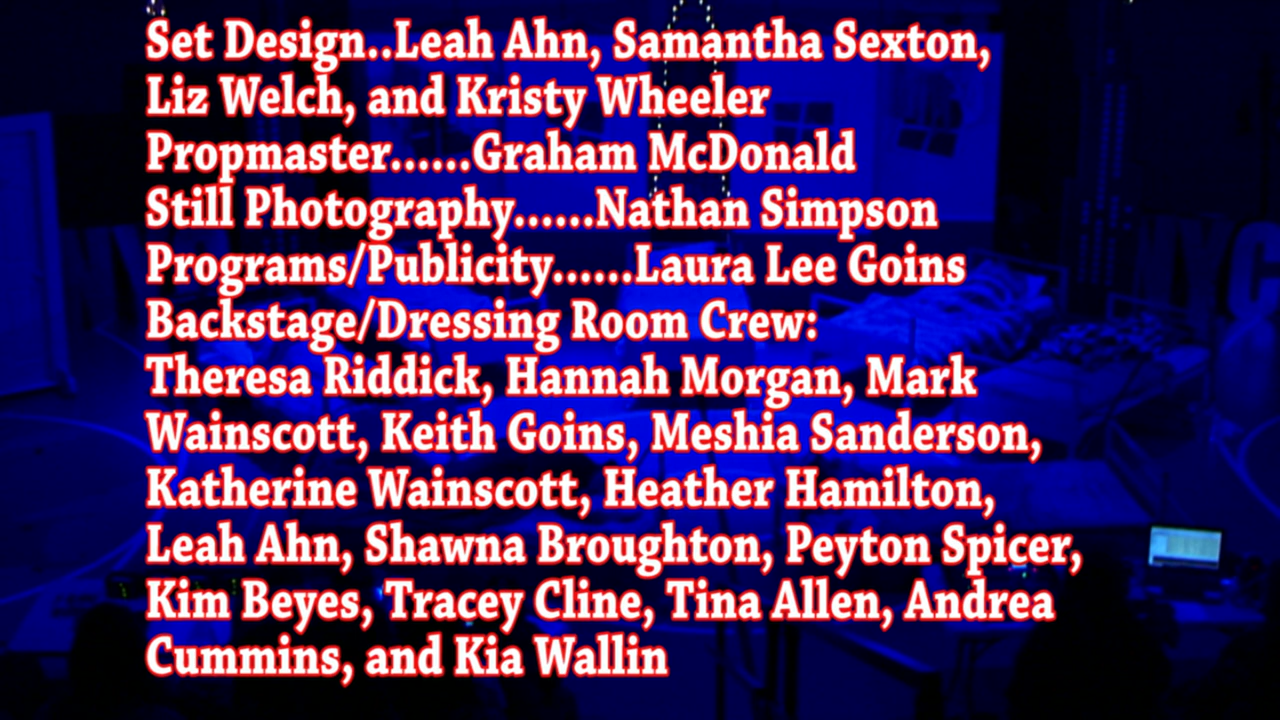 Set Design..Leah Ahn, Samantha Sexton,
Liz Welch, and Kristy Wheeler
Propmaster......Graham McDonald
Still Photography......Nathan Simpson
Programs/Publicity......Laura Lee Goins
Backstage/Dressing Room Crew:
Theresa Riddick, Hannah Morgan, Mark
Wainscott, Keith Goins, Meshia Sanderson,
Katherine Wainscott, Heather Hamilton,
Leah Ahn, Shawna Broughton, Peyton Spicer,
Kim Beyes, Tracey Cline, Tina Allen, Andrea
Cummins, and Kia Wallin